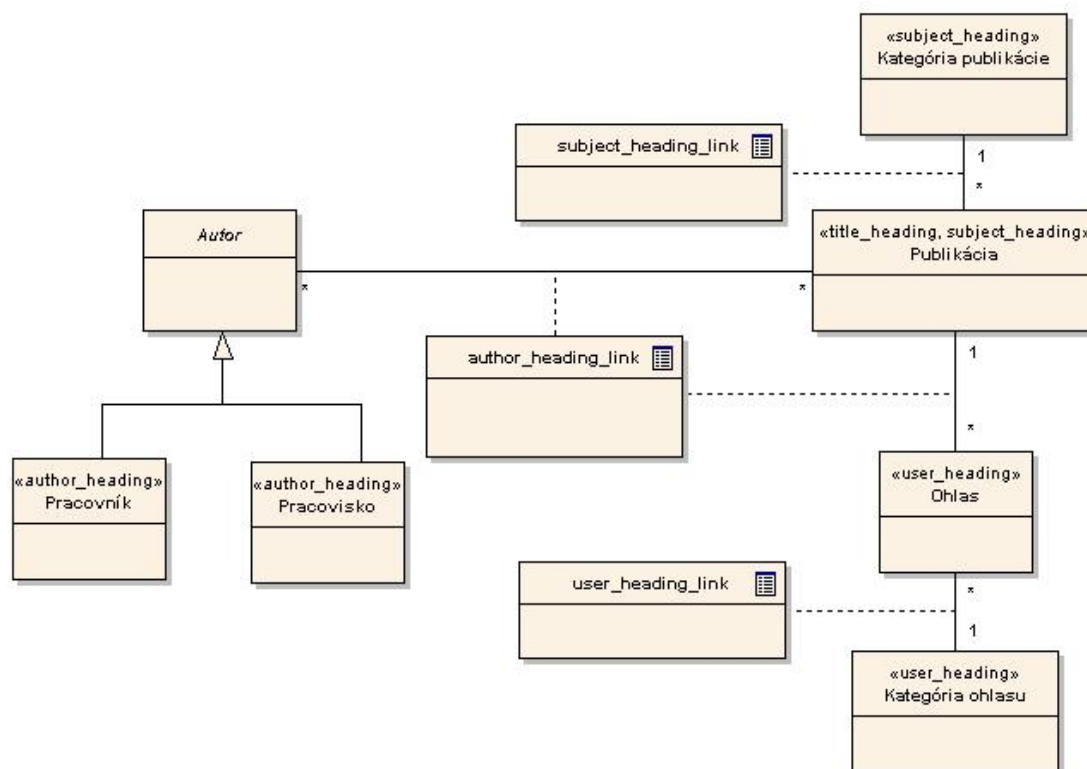 «subject_heading»
Kategória publikácie
subject_heading_link
1
*
Autor
«title_heading, subject_heading»
Publikácia
*
*
author_heading_link
1
*
«author_heading»
Pracovník
«author_heading»
Pracovisko
«user_heading»
Ohlas
user_heading_link
*
1
«user_heading»
Kategória ohlasu